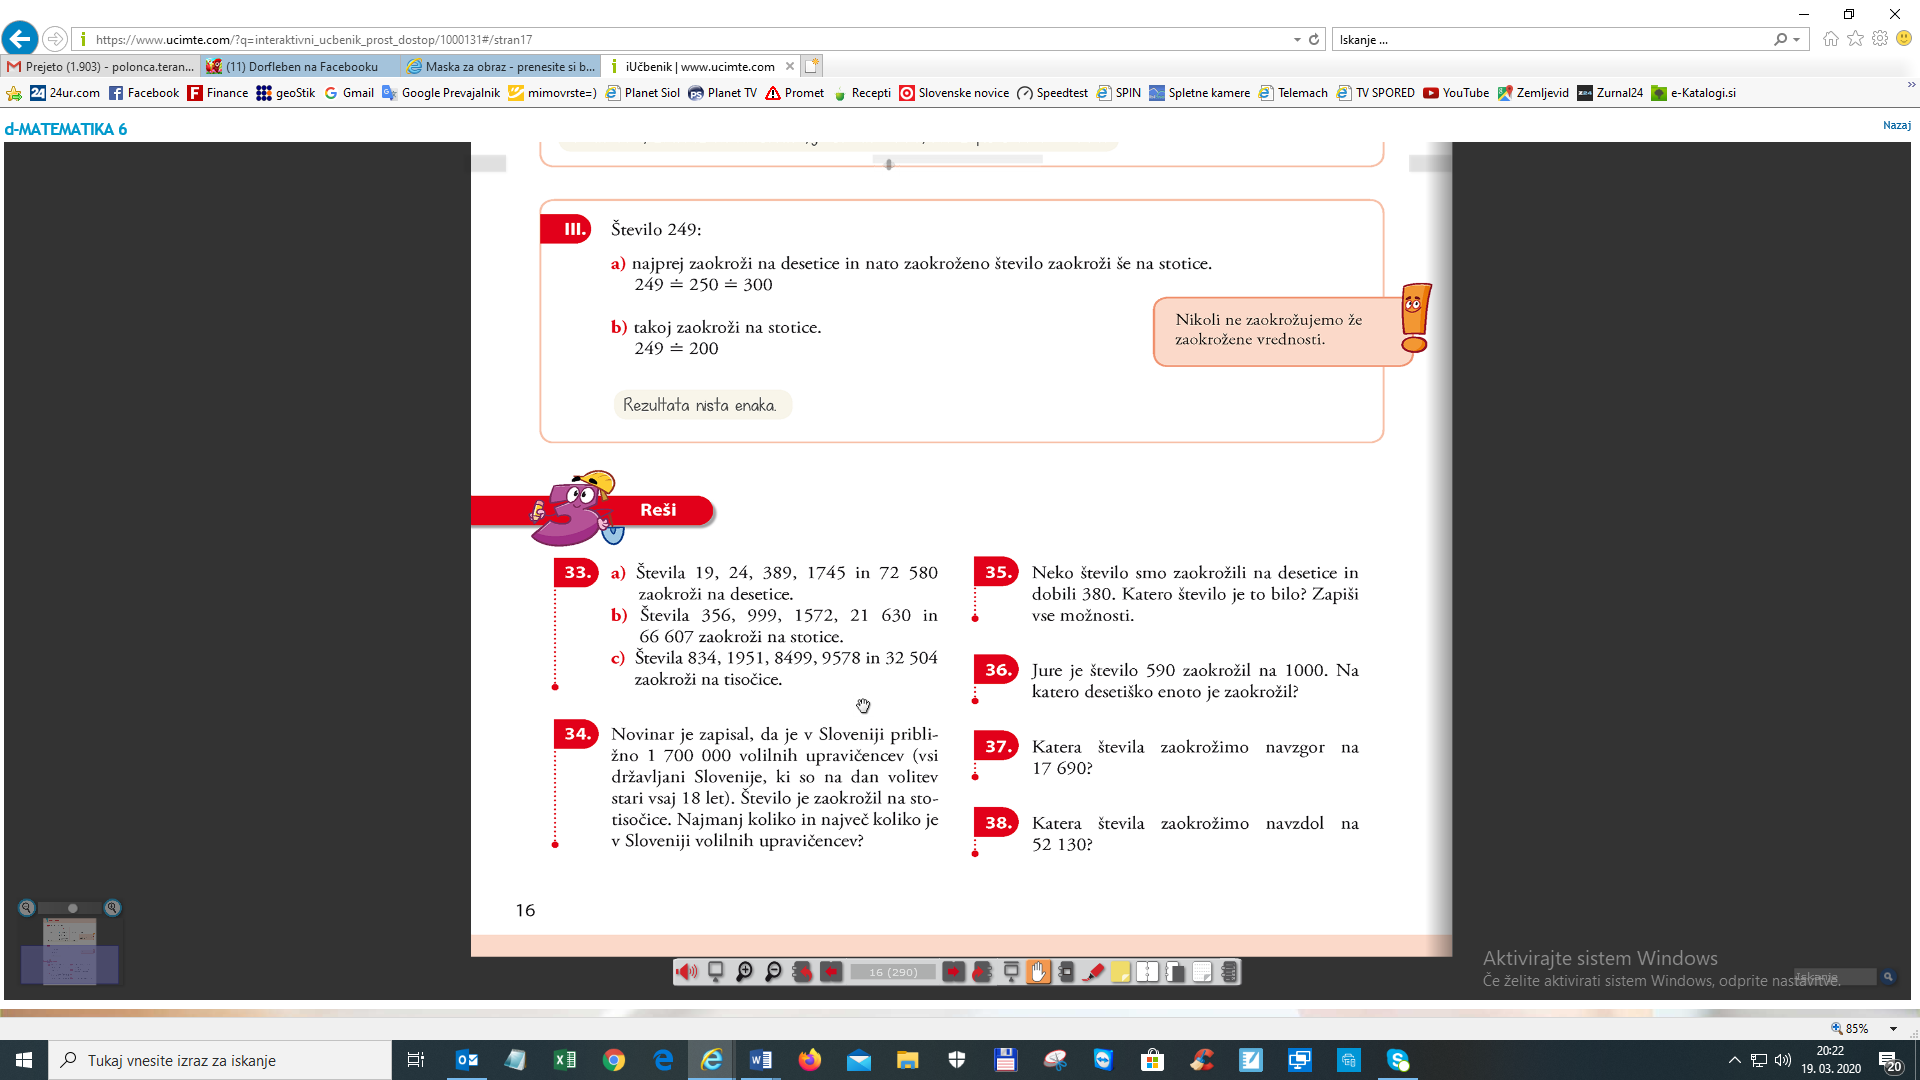 https://www.ucimte.com/?q=interaktivni_ucbenik_prost_dostop/1000131#/stran17
Iskanje ...
Prejeto (1.903) - polonca.teran...
(11) Dorfleben na Facebooku
Maska za obraz - prenesite si b...
iUčbenik | www.ucimte.com
24ur.com Facebook Finance geoStik Gmail Google Prevajalnik mimovrste=) Planet Siol Planet TV Promet Recepti Slovenske novice Speedtest SPIN Spletne kamere Telemach TV SPORED YouTube Zemljevid Zurnal24 e-Katalogi.si
d-MATEMATIKA 6
Nazaj
III. Število 249:
a) najprej zaokroži na desetice in nato zaokroženo število zaokroži še na stotice.
249 ≐ 250 ≐ 300
b) takoj zaokroži na stotice.
249 ≐ 200
Nikoli ne zaokrožujemo že
zaokrožene vrednosti.
Rezultata nista enaka.
Reši
33. a) Števila 19, 24, 389, 1745 in 72 580
zaokroži na desetice.
b) Števila 356, 999, 1572, 21 630 in
66 607 zaokroži na stotice.
c) Števila 834, 1951, 8499, 9578 in 32 504
zaokroži na tisočice.
34. Novinar je zapisal, da je v Sloveniji pribli-
žno 1 700 000 volilnih upravičencev (vsi
državljani Slovenije, ki so na dan volitev
stari vsaj 18 let). Število je zaokrožil na sto-
tisočice. Najmanj koliko in največ koliko je
v Sloveniji volilnih upravičencev?
35. Neko število smo zaokrožili na desetice in
dobili 380. Katero število je to bilo? Zapiši
vse možnosti.
36. Jure je število 590 zaokrožil na 1000. Na
katero desetiško enoto je zaokrožil?
37. Katera števila zaokrožimo navzgor na
17 690?
38. Katera števila zaokrožimo navzdol na
52 130?
16
16 (290)
Aktivirajte sistem Windows
Če želite aktivirati sistem Windows, odprite nastavitve.
Iskanje
85%
Tukaj vnesite izraz za iskanje
20:22
19. 03. 2020
20